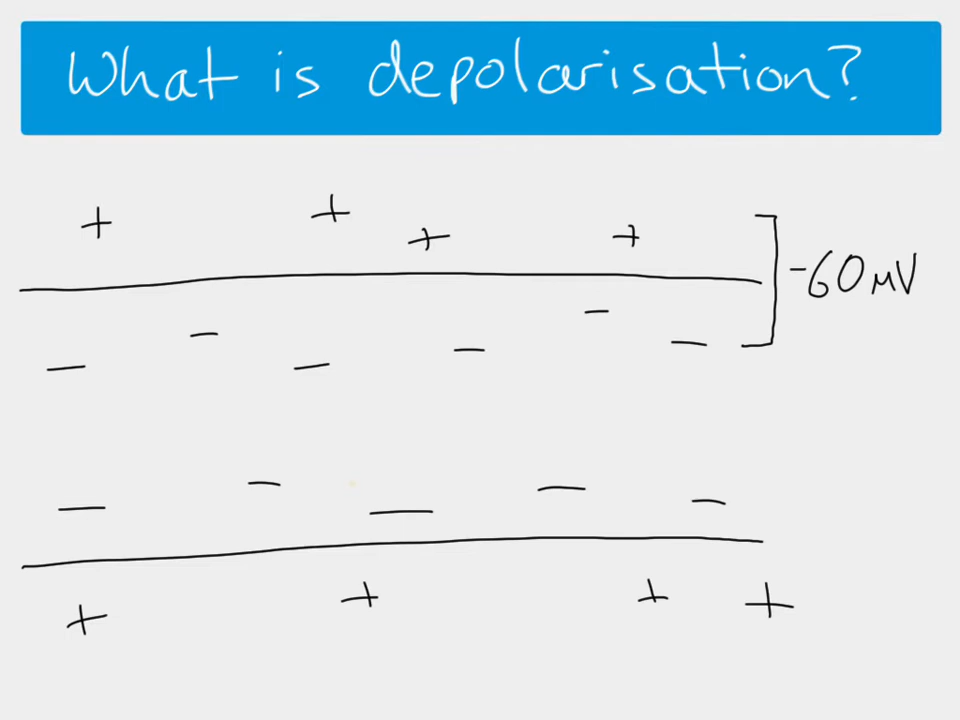 What is depolarisation?
+ + + +
-60mV
— — — — — —
— — — — —
+ + + +